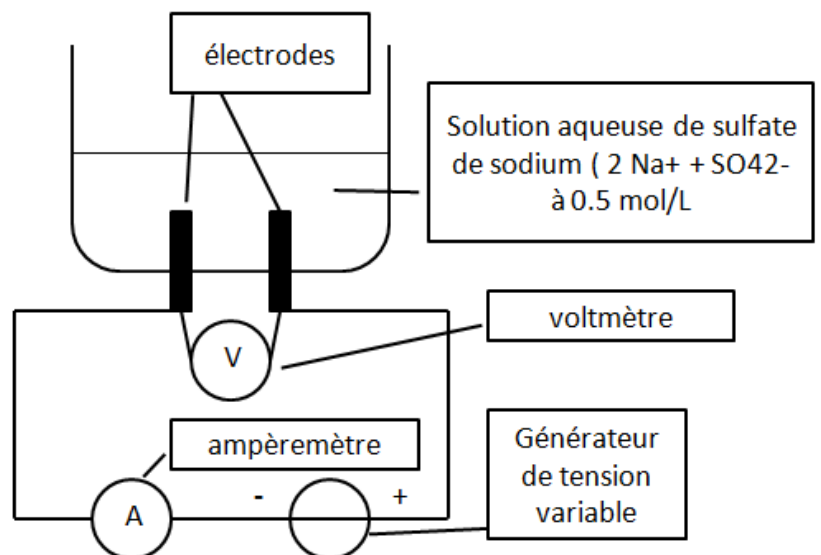 électrodes
Solution aqueuse de sulfate
de sodium ( 2 Na+ + SO42-
à 0.5 mol/L
voltmètre
V
ampèremètre
Générateur
de tension
variable
A
-
+